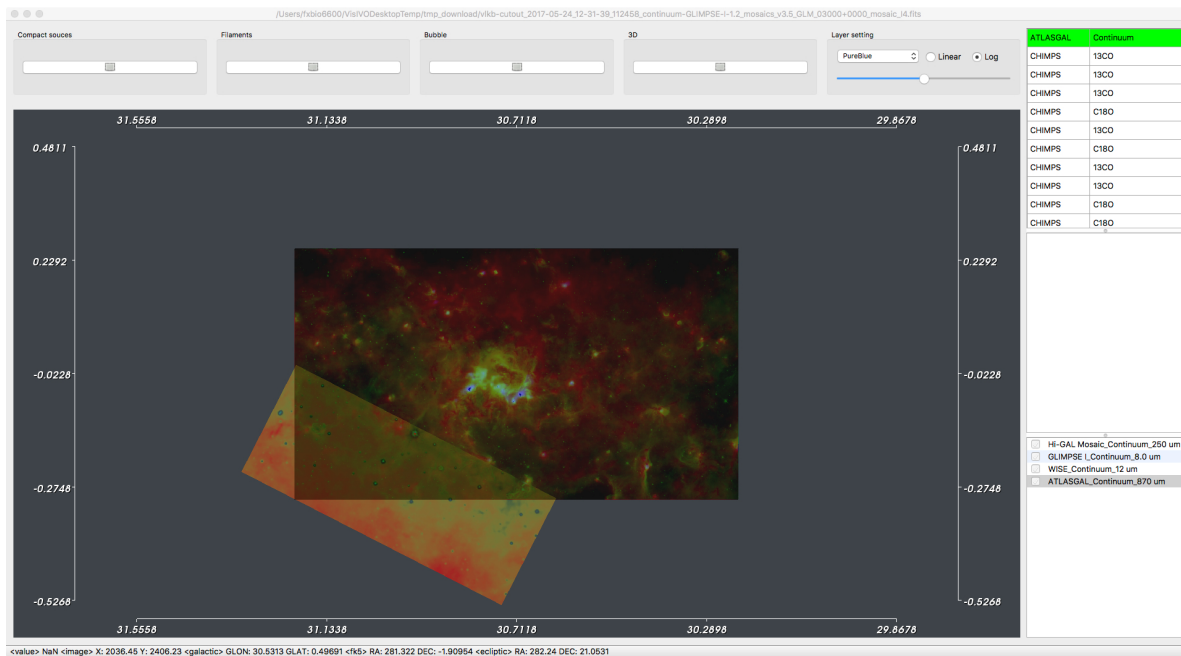 /Users/fxbio6600/VisIVODesktopTemp/tmp_download/vlkb-cutout_2017-05-24_12-31-39_112456_continuum-GLIMPSE-I-1.2_mosaics_v3.5_GLM_03000+0000_mosaic_I4.fits
Compact souces Filaments Bubble 3D Layer setting
PureBlue Linear Log
ATLASGAL Continuum
CHIMPS 13CO
CHIMPS 13CO
CHIMPS 13CO
CHIMPS C18O
CHIMPS 13CO
CHIMPS C18O
CHIMPS 13CO
CHIMPS 13CO
CHIMPS C18O
CHIMPS C18O
31.5558 31.1338 30.7118 30.2898 29.8678
0.4811 0.4811
0.2292 0.2292
-0.0228 -0.0228
-0.2748 -0.2748
-0.5268 -0.5268
31.5558 31.1338 30.7118 30.2898 29.8678
Hi-GAL Mosaic_Continuum_250 um
GLIMPSE I_Continuum_8.0 um
WISE_Continuum_12 um
ATLASGAL_Continuum_870 um
<value> NaN <image> X: 2036.45 Y: 2406.23 <galactic> GLON: 30.5313 GLAT: 0.49691 <fk5> RA: 281.322 DEC: -1.90954 <ecliptic> RA: 282.24 DEC: 21.0531